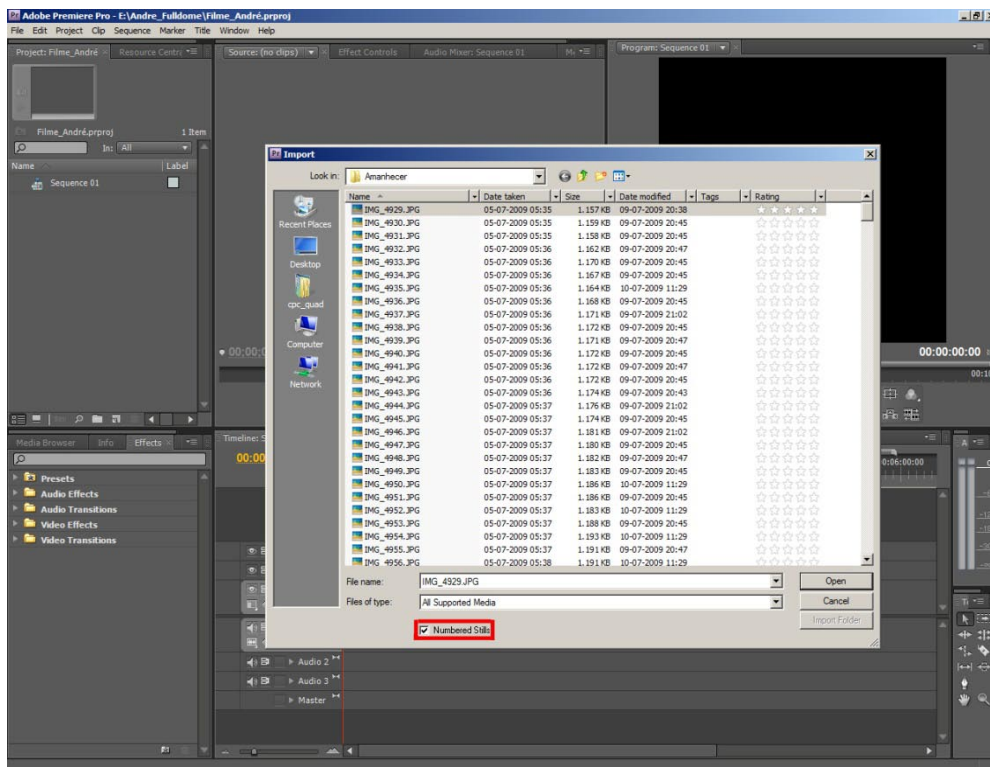 Adobe Premiere Pro - E:\Andre_Fulldome\Filme_André.prproj
File Edit Project Clip Sequence Marker Title Window Help
Project: Filme_André Resource Centr
Source: (no clips) Effect Controls Audio Mixer: Sequence 01
Program: Sequence 01
Filme_André.prproj 1 Item
In: All
Name Label
Sequence 01
Import
Look in: Amanhecer
Name Date taken Size Date modified Tags Rating
IMG_4929.JPG 05-07-2009 05:35 1.157 KB 09-07-2009 20:38
IMG_4930.JPG 05-07-2009 05:35 1.159 KB 09-07-2009 20:45
IMG_4931.JPG 05-07-2009 05:35 1.158 KB 09-07-2009 20:45
IMG_4932.JPG 05-07-2009 05:36 1.162 KB 09-07-2009 20:47
IMG_4933.JPG 05-07-2009 05:36 1.170 KB 09-07-2009 20:45
IMG_4934.JPG 05-07-2009 05:36 1.167 KB 09-07-2009 20:45
IMG_4935.JPG 05-07-2009 05:36 1.164 KB 10-07-2009 11:29
IMG_4936.JPG 05-07-2009 05:36 1.168 KB 09-07-2009 20:45
IMG_4937.JPG 05-07-2009 05:36 1.171 KB 09-07-2009 21:02
IMG_4938.JPG 05-07-2009 05:36 1.172 KB 09-07-2009 20:45
IMG_4939.JPG 05-07-2009 05:36 1.171 KB 09-07-2009 20:47
IMG_4940.JPG 05-07-2009 05:36 1.172 KB 09-07-2009 20:45
IMG_4941.JPG 05-07-2009 05:36 1.172 KB 09-07-2009 20:47
IMG_4942.JPG 05-07-2009 05:36 1.172 KB 09-07-2009 20:45
IMG_4943.JPG 05-07-2009 05:36 1.174 KB 09-07-2009 20:43
IMG_4944.JPG 05-07-2009 05:37 1.176 KB 09-07-2009 21:02
IMG_4945.JPG 05-07-2009 05:37 1.174 KB 09-07-2009 20:45
IMG_4946.JPG 05-07-2009 05:37 1.181 KB 09-07-2009 21:02
IMG_4947.JPG 05-07-2009 05:37 1.180 KB 09-07-2009 20:45
IMG_4948.JPG 05-07-2009 05:37 1.182 KB 09-07-2009 20:47
IMG_4949.JPG 05-07-2009 05:37 1.183 KB 09-07-2009 20:45
IMG_4950.JPG 05-07-2009 05:37 1.186 KB 10-07-2009 11:29
IMG_4951.JPG 05-07-2009 05:37 1.186 KB 09-07-2009 20:45
IMG_4952.JPG 05-07-2009 05:37 1.183 KB 10-07-2009 11:29
IMG_4953.JPG 05-07-2009 05:37 1.188 KB 09-07-2009 20:45
IMG_4954.JPG 05-07-2009 05:37 1.193 KB 10-07-2009 11:29
IMG_4955.JPG 05-07-2009 05:37 1.191 KB 09-07-2009 20:47
IMG_4956.JPG 05-07-2009 05:38 1.191 KB 10-07-2009 11:29
Recent Places
Desktop
cpc_quad
Computer
Network
File name: IMG_4929.JPG Open
Files of type: All Supported Media Cancel
Import Folder
Numbered Stills
00:00:00:00
Media Browser Info Effects
Presets
Audio Effects
Audio Transitions
Video Effects
Video Transitions
Timeline: S
00:00
0:06:00:00
Audio 2
Audio 3
Master